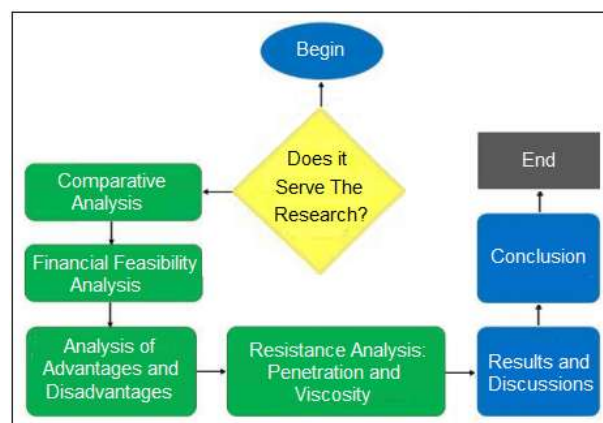 Begin
Does it
Serve The
Research?
Comparative
Analysis
Financial Feasibility
Analysis
Analysis of
Advantages and
Disadvantages
Resistance Analysis:
Penetration and
Viscosity
Results and
Discussions
Conclusion
End